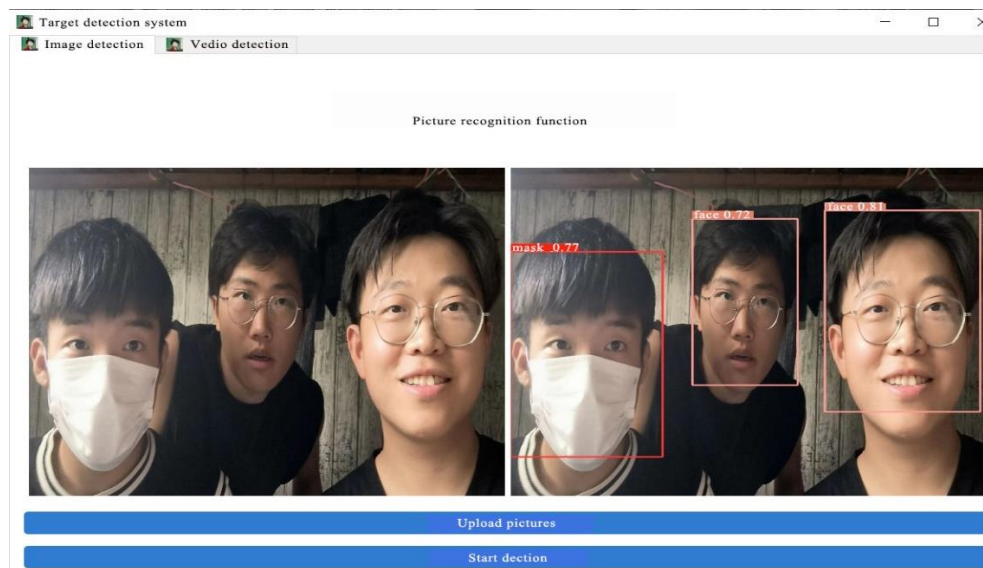 Target detection system
Image detection
Vedio detection
Picture recognition function
mask 0.77
face 0.72
face 0.81
Upload pictures
Start dection